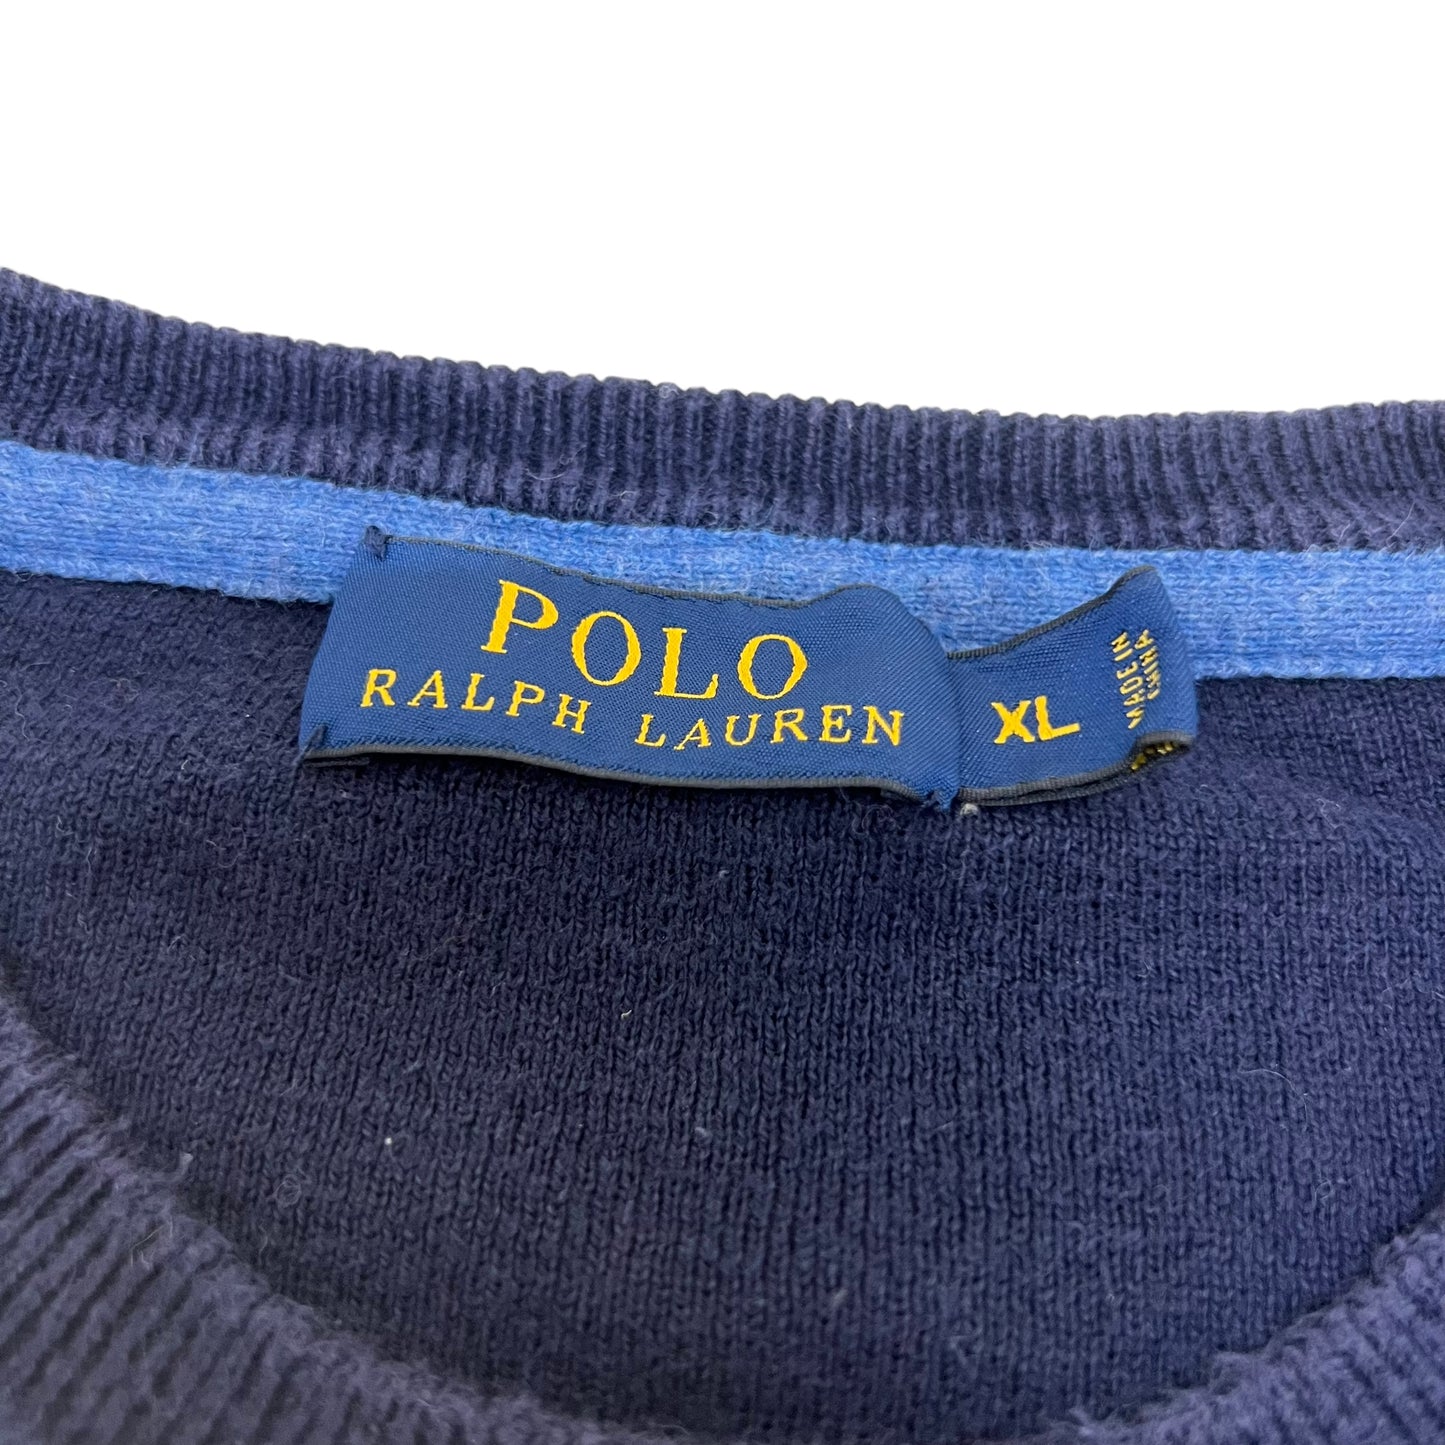 POLO
RALPH LAUREN
XL
MADE IN
CHINA